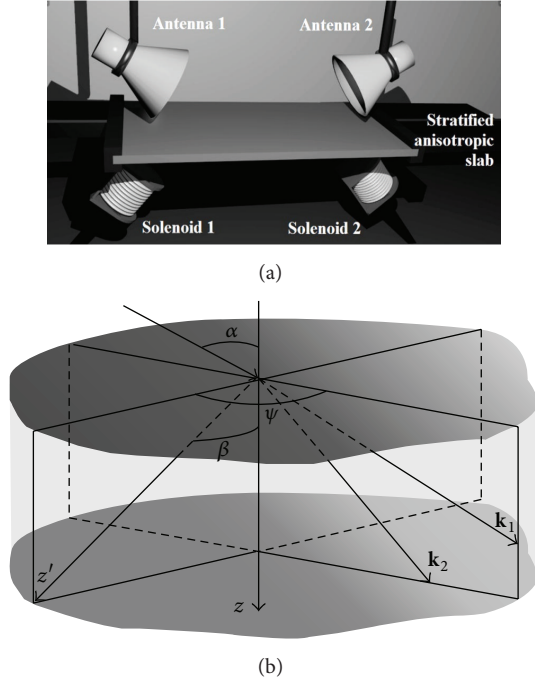 Antenna 1
Antenna 2
Stratified
anisotropic
slab
Solenoid 1
Solenoid 2
(a)
α
ψ
β
k₁
k₂
z′
z
(b)